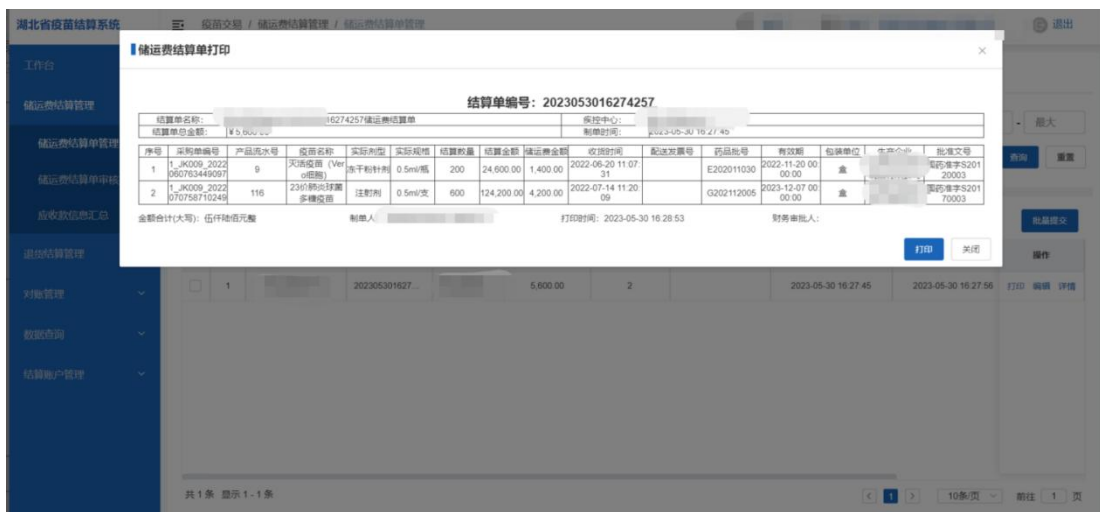 湖北省疫苗结算系统
疫苗交易 / 储运费结算管理 / 储运费结算单管理
退出
工作台
储运费结算管理
储运费结算单管理
储运费结算单审核
应收款信息汇总
退货结算管理
对账管理
数据查询
结算账户管理
储运费结算单打印
结算单编号：2023053016274257
结算单名称： 16274257储运费结算单 疾控中心：
结算单总金额： ¥5,600.00 制单时间： 2023-05-30 16:27:45
序号 采购单编号 产品流水号 疫苗名称 实际剂型 实际规格 结算数量 结算金额 储运费金额 收货时间 配送发票号 药品批号 有效期 包装单位 生产企业 批准文号
1 1_JK009_2022060763449097 9 灭活疫苗（Vero细胞） 冻干粉针剂 0.5ml/瓶 200 24,600.00 1,400.00 2022-06-20 11:07:31 E202011030 2022-11-20 00:00:00 盒 国药准字S20120003
2 1_JK009_2022070758710249 116 23价肺炎球菌多糖疫苗 注射剂 0.5ml/支 600 124,200.00 4,200.00 2022-07-14 11:20:09 G202112005 2023-12-07 00:00:00 盒 国药准字S20170003
金额合计(大写)：伍仟陆佰元整 制单人： 打印时间：2023-05-30 16:28:53 财务审批人：
打印 关闭
- 最大
查询 重置
批量提交
操作
1 202305301627... 5,600.00 2 2023-05-30 16:27:45 2023-05-30 16:27:56 打印 编辑 详情
共 1 条 显示 1 - 1 条
1 10条/页 前往 1 页